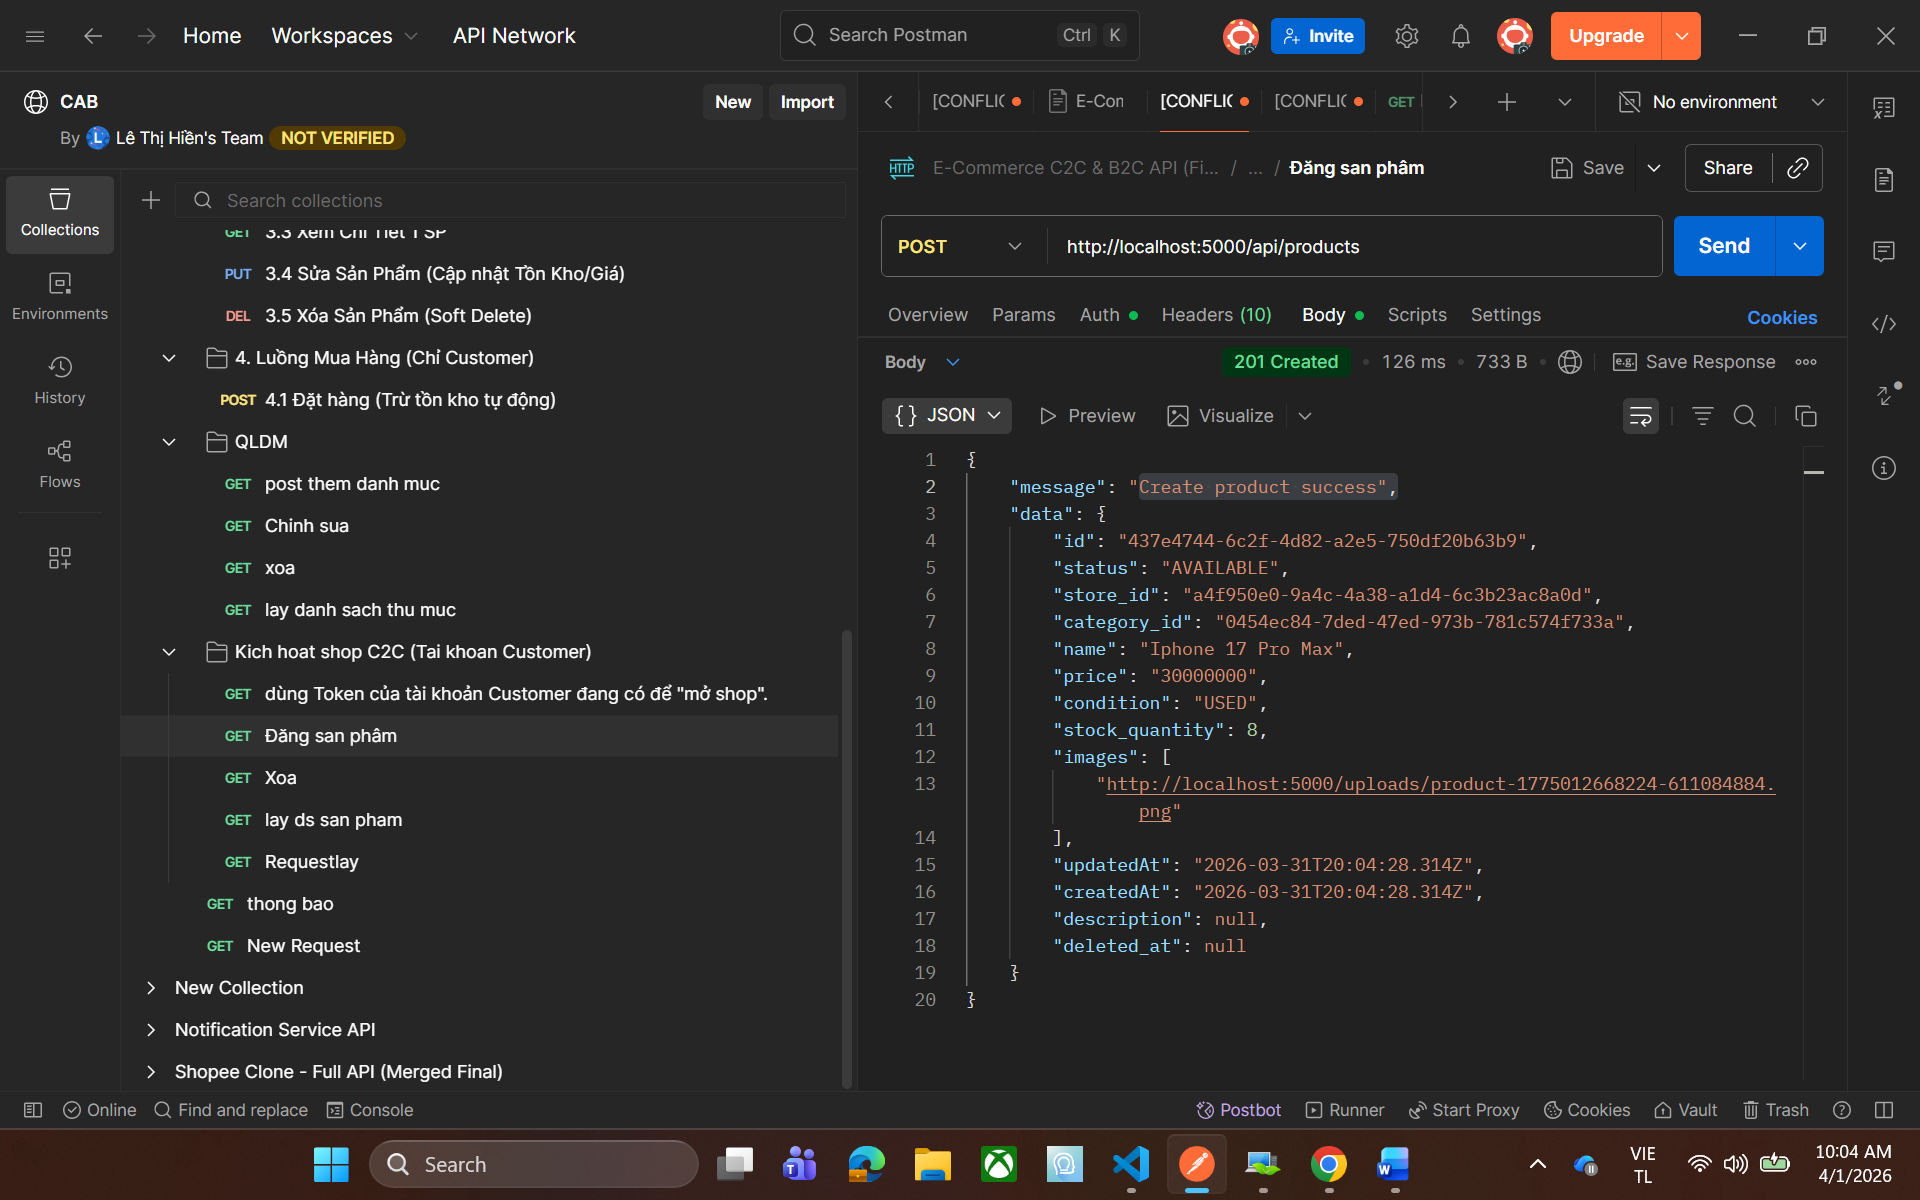 Home
Workspaces
API Network
Search Postman
Ctrl K
Invite
Upgrade
CAB
By L Lê Thị Hiền's Team NOT VERIFIED
New
Import
[CONFLIC
E-Con
[CONFLIC
[CONFLIC
GET
No environment
Collections
Environments
History
Flows
Search collections
GET 3.3 Xem Chi Tiết 1 SP
PUT 3.4 Sửa Sản Phẩm (Cập nhật Tồn Kho/Giá)
DEL 3.5 Xóa Sản Phẩm (Soft Delete)
4. Luồng Mua Hàng (Chỉ Customer)
POST 4.1 Đặt hàng (Trừ tồn kho tự động)
QLDM
GET post them danh muc
GET Chinh sua
GET xoa
GET lay danh sach thu muc
Kich hoat shop C2C (Tai khoan Customer)
GET dùng Token của tài khoản Customer đang có để "mở shop".
GET Đăng san phâm
GET Xoa
GET lay ds san pham
GET Requestlay
GET thong bao
GET New Request
New Collection
Notification Service API
Shopee Clone - Full API (Merged Final)
HTTP E-Commerce C2C & B2C API (Fi... / ... / Đăng san phâm
Save
Share
POST
http://localhost:5000/api/products
Send
Overview Params Auth Headers (10) Body Scripts Settings
Cookies
Body
201 Created • 126 ms • 733 B •
e.g. Save Response
{} JSON
Preview
Visualize
1 {
2 "message": "Create product success",
3 "data": {
4 "id": "437e4744-6c2f-4d82-a2e5-750df20b63b9",
5 "status": "AVAILABLE",
6 "store_id": "a4f950e0-9a4c-4a38-a1d4-6c3b23ac8a0d",
7 "category_id": "0454ec84-7ded-47ed-973b-781c574f733a",
8 "name": "Iphone 17 Pro Max",
9 "price": "30000000",
10 "condition": "USED",
11 "stock_quantity": 8,
12 "images": [
13 "http://localhost:5000/uploads/product-1775012668224-611084884.
png"
14 ],
15 "updatedAt": "2026-03-31T20:04:28.314Z",
16 "createdAt": "2026-03-31T20:04:28.314Z",
17 "description": null,
18 "deleted_at": null
19 }
20 }
Online
Find and replace
Console
Postbot
Runner
Start Proxy
Cookies
Vault
Trash
Search
VIE
TL
10:04 AM
4/1/2026